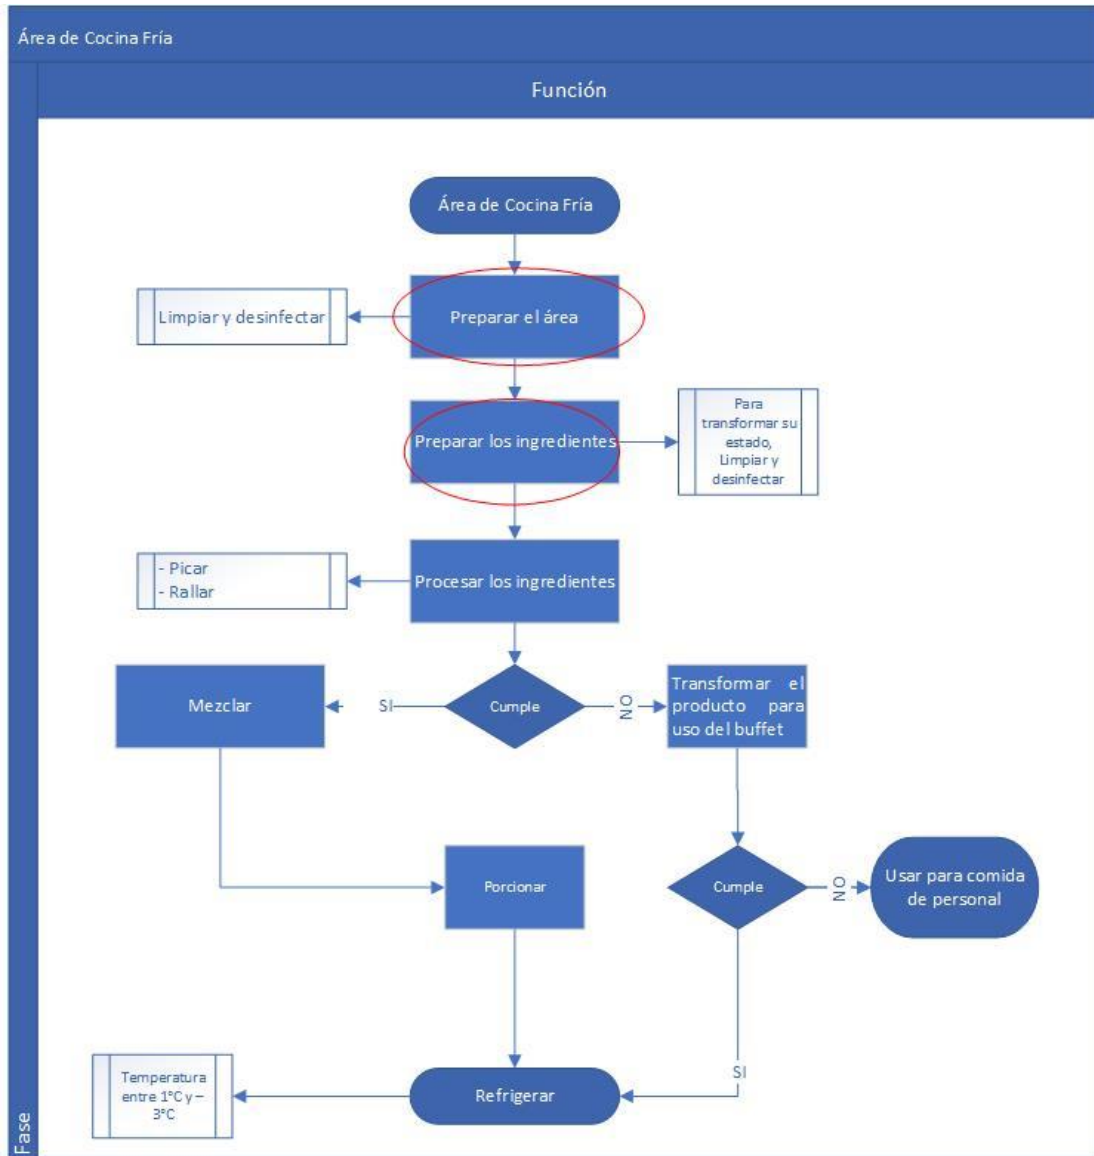 Área de Cocina Fría
Función
Área de Cocina Fría
Limpiar y desinfectar
Preparar el área
Preparar los ingredientes
Para
transformar su
estado,
Limpiar y
desinfectar
- Picar
- Rallar
Procesar los ingredientes
Mezclar
SI
Cumple
NO
Transformar el
producto para
uso del buffet
Porcionar
Cumple
NO
Usar para comida
de personal
SI
Temperatura
entre 1°C y –
3°C
Refrigerar
Fase